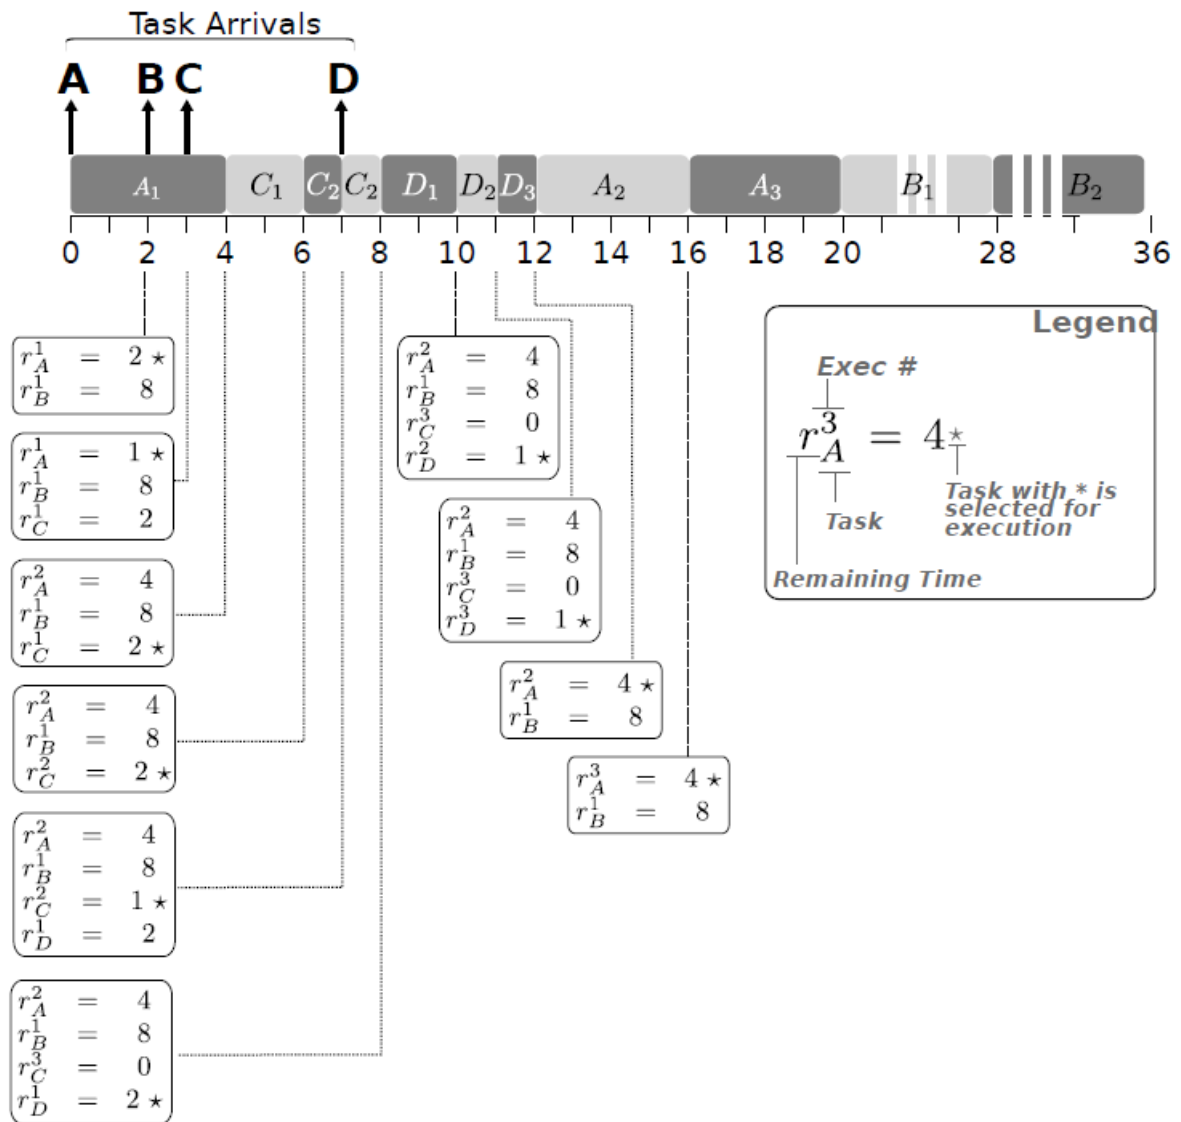 Task Arrivals
A B C D
A₁ C₁ C₂ C₂ D₁ D₂ D₃ A₂ A₃ B₁ B₂
0 2 4 6 8 10 12 14 16 18 20 28 36
r_A^1 = 2 ⋆
r_B^1 = 8
r_A^1 = 1 ⋆
r_B^1 = 8
r_C^1 = 2
r_A^2 = 4
r_B^1 = 8
r_C^1 = 2 ⋆
r_A^2 = 4
r_B^1 = 8
r_C^2 = 2 ⋆
r_A^2 = 4
r_B^1 = 8
r_C^2 = 1 ⋆
r_D^1 = 2
r_A^2 = 4
r_B^1 = 8
r_C^3 = 0
r_D^1 = 2 ⋆
r_A^2 = 4
r_B^1 = 8
r_C^3 = 0
r_D^2 = 1 ⋆
r_A^2 = 4
r_B^1 = 8
r_C^3 = 0
r_D^3 = 1 ⋆
r_A^2 = 4 ⋆
r_B^1 = 8
r_A^3 = 4 ⋆
r_B^1 = 8
Legend
Exec #
r_A^3 = 4⋆
Task with * is
selected for
execution
Task
Remaining Time